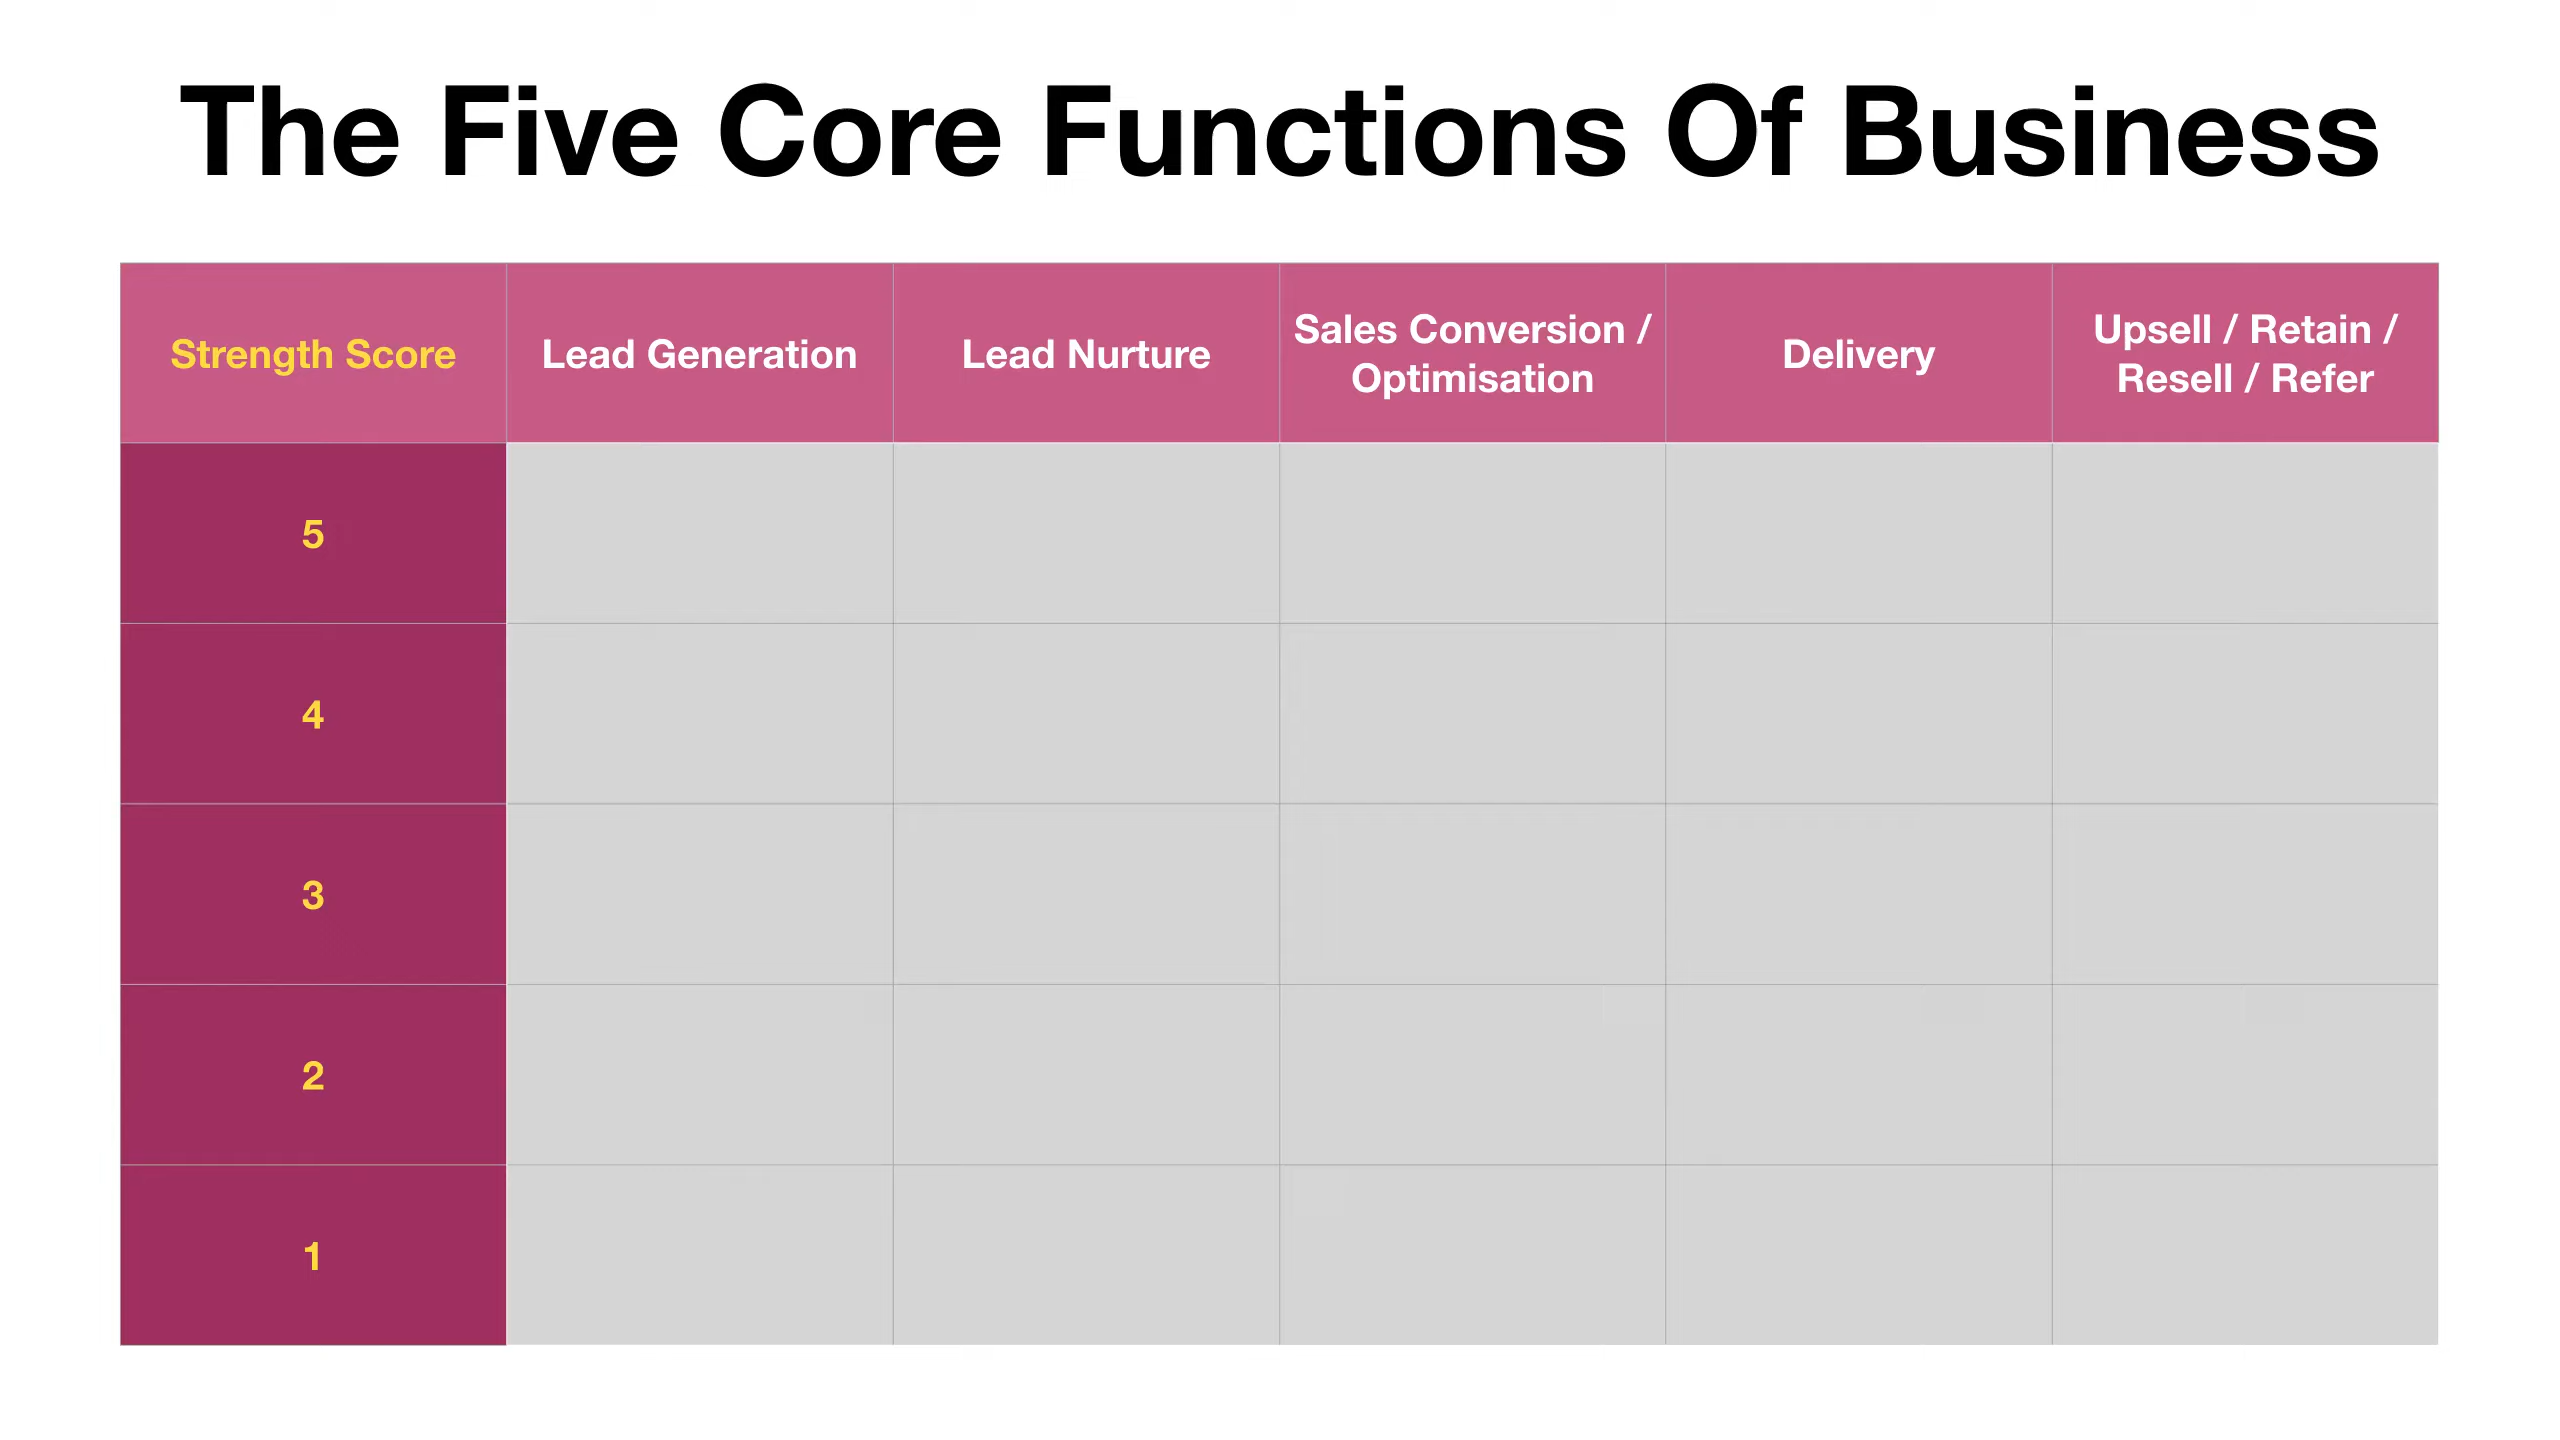 The Five Core Functions Of Business
Strength Score
Lead Generation
Lead Nurture
Sales Conversion /
Optimisation
Delivery
Upsell / Retain /
Resell / Refer
5
4
3
2
1